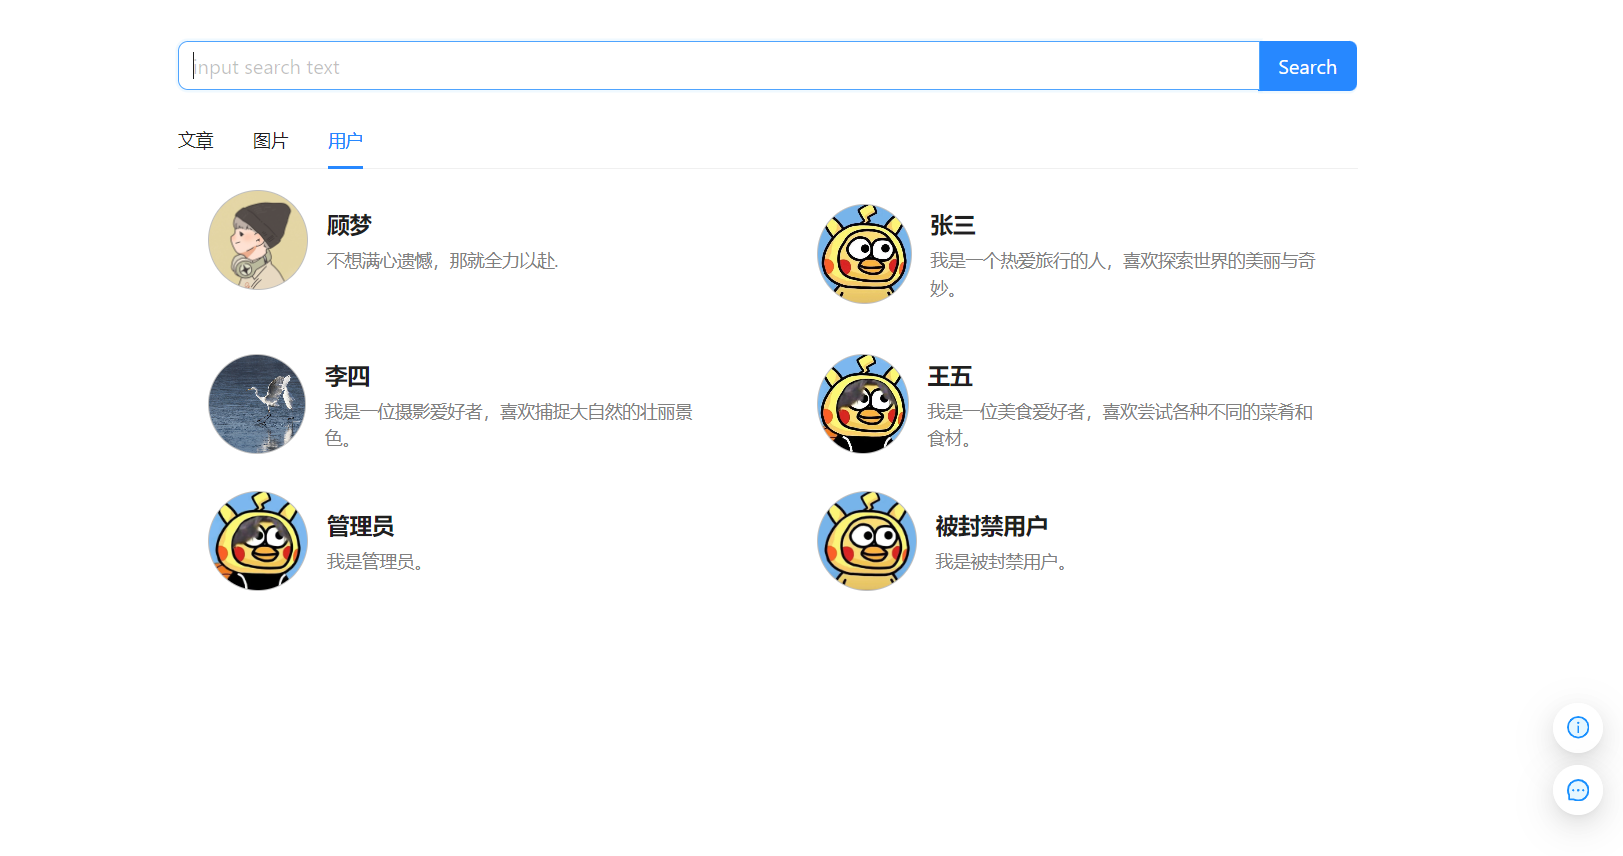 input search text
Search
文章 图片 用户
顾梦
不想满心遗憾，那就全力以赴.
张三
我是一个热爱旅行的人，喜欢探索世界的美丽与奇
妙。
李四
我是一位摄影爱好者，喜欢捕捉大自然的壮丽景
色。
王五
我是一位美食爱好者，喜欢尝试各种不同的菜肴和
食材。
管理员
我是管理员。
被封禁用户
我是被封禁用户。